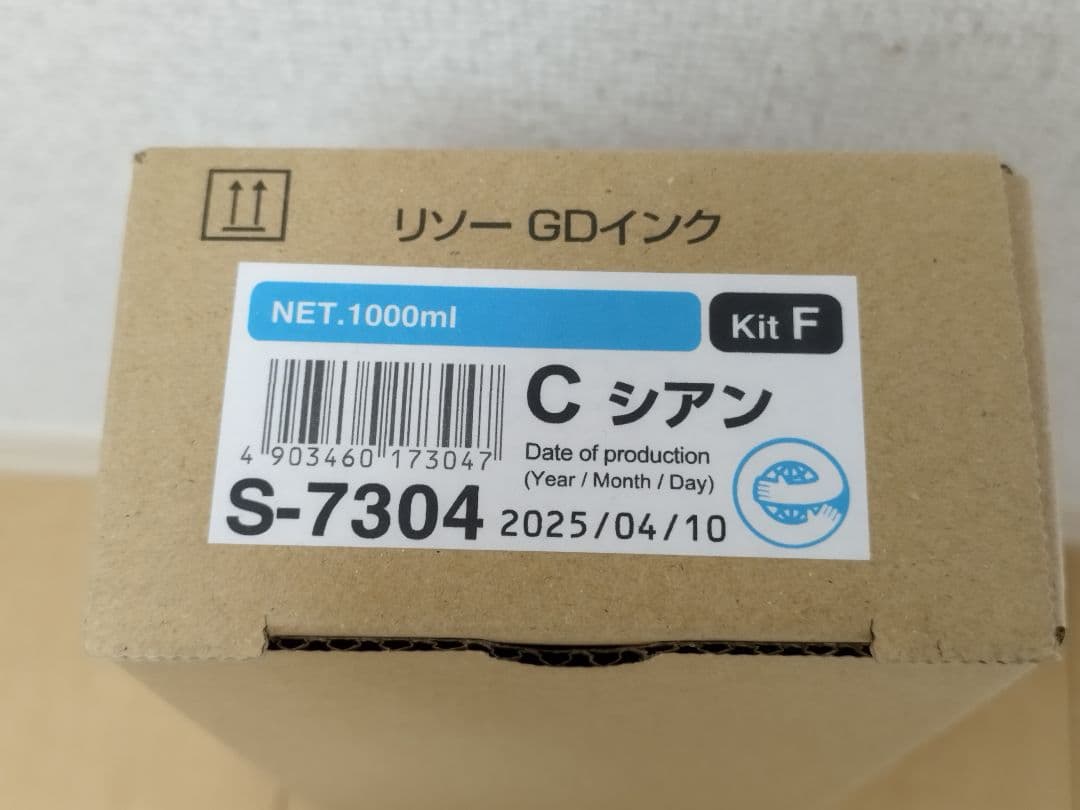 リソー GDインク
NET.1000ml
Kit F
C シアン
4 903460 173047
Date of production
(Year / Month / Day)
S-7304 2025/04/10